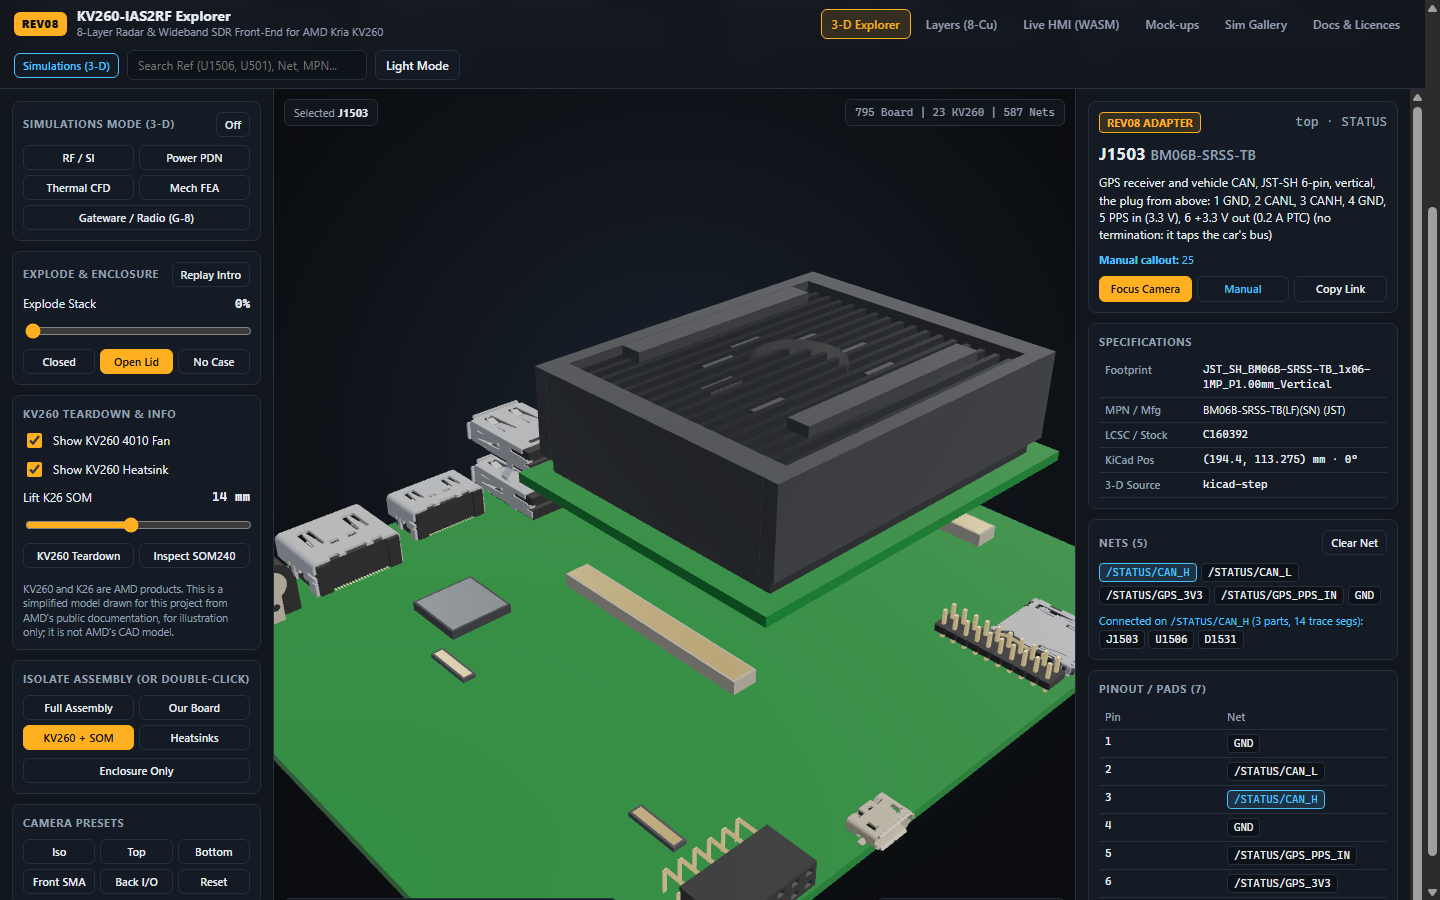 REV08
KV260-IAS2RF Explorer
8-Layer Radar & Wideband SDR Front-End for AMD Kria KV260
3-D Explorer
Layers (8-Cu)
Live HMI (WASM)
Mock-ups
Sim Gallery
Docs & Licences
Simulations (3-D)
Search Ref (U1506, U501), Net, MPN...
Light Mode
SIMULATIONS MODE (3-D)
Off
RF / SI
Power PDN
Thermal CFD
Mech FEA
Gateware / Radio (G-8)
EXPLODE & ENCLOSURE
Replay Intro
Explode Stack
0%
Closed
Open Lid
No Case
KV260 TEARDOWN & INFO
Show KV260 4010 Fan
Show KV260 Heatsink
Lift K26 SOM
14 mm
KV260 Teardown
Inspect SOM240
KV260 and K26 are AMD products. This is a
simplified model drawn for this project from
AMD's public documentation, for illustration
only; it is not AMD's CAD model.
ISOLATE ASSEMBLY (OR DOUBLE-CLICK)
Full Assembly
Our Board
KV260 + SOM
Heatsinks
Enclosure Only
CAMERA PRESETS
Iso
Top
Bottom
Front SMA
Back I/O
Reset
Selected J1503
795 Board | 23 KV260 | 587 Nets
REV08 ADAPTER
top · STATUS
J1503 BM06B-SRSS-TB
GPS receiver and vehicle CAN, JST-SH 6-pin, vertical,
the plug from above: 1 GND, 2 CANL, 3 CANH, 4 GND,
5 PPS in (3.3 V), 6 +3.3 V out (0.2 A PTC) (no
termination: it taps the car's bus)
Manual callout: 25
Focus Camera
Manual
Copy Link
SPECIFICATIONS
Footprint
JST_SH_BM06B-SRSS-TB_1x06-
1MP_P1.00mm_Vertical
MPN / Mfg
BM06B-SRSS-TB(LF)(SN) (JST)
LCSC / Stock
C160392
KiCad Pos
(194.4, 113.275) mm · 0°
3-D Source
kicad-step
NETS (5)
Clear Net
/STATUS/CAN_H
/STATUS/CAN_L
/STATUS/GPS_3V3
/STATUS/GPS_PPS_IN
GND
Connected on /STATUS/CAN_H (3 parts, 14 trace segs):
J1503
U1506
D1531
PINOUT / PADS (7)
Pin
Net
1
GND
2
/STATUS/CAN_L
3
/STATUS/CAN_H
4
GND
5
/STATUS/GPS_PPS_IN
6
/STATUS/GPS_3V3